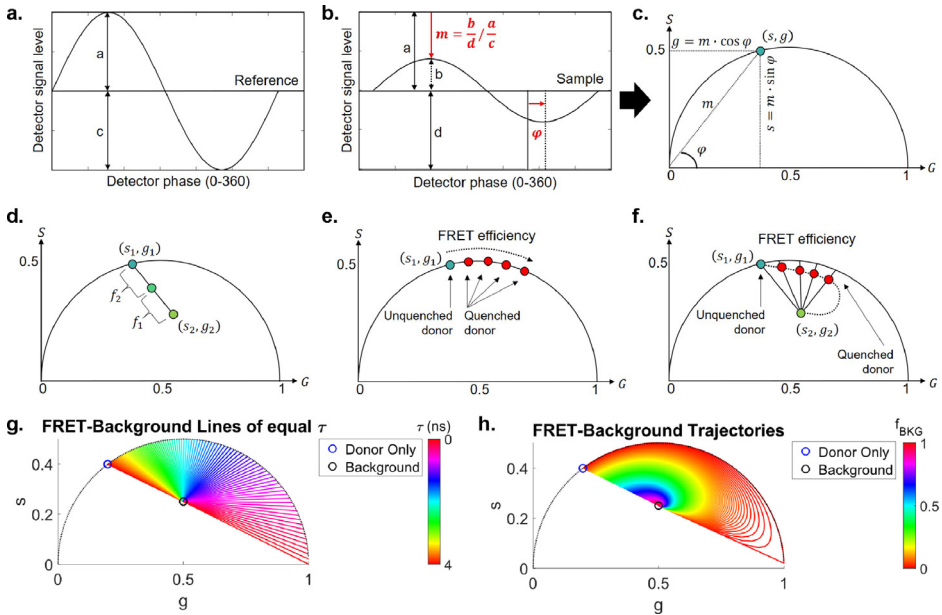 a.
Detector signal level
a
c
Reference
Detector phase (0-360)
b.
Detector signal level
a
m = b/d / a/c
b
d
Sample
φ
Detector phase (0-360)
c.
S
g = m · cos φ
(s, g)
0.5
m
s = m · sin φ
φ
0
0
0.5
1
G
d.
S
(s₁, g₁)
0.5
f₂
f₁
(s₂, g₂)
0
0
0.5
1
G
e.
S
FRET efficiency
(s₁, g₁)
0.5
Unquenched
donor
Quenched
donor
0
0
0.5
1
G
f.
S
FRET efficiency
(s₁, g₁)
0.5
Unquenched
donor
(s₂, g₂)
Quenched
donor
0
0
0.5
1
G
g.
FRET-Background Lines of equal τ
τ (ns)
Donor Only
Background
0
4
s
0.4
0.2
0
0
0.5
1
g
h.
FRET-Background Trajectories
f_BKG
Donor Only
Background
1
0.5
0
s
0.4
0.2
0
0
0.5
1
g